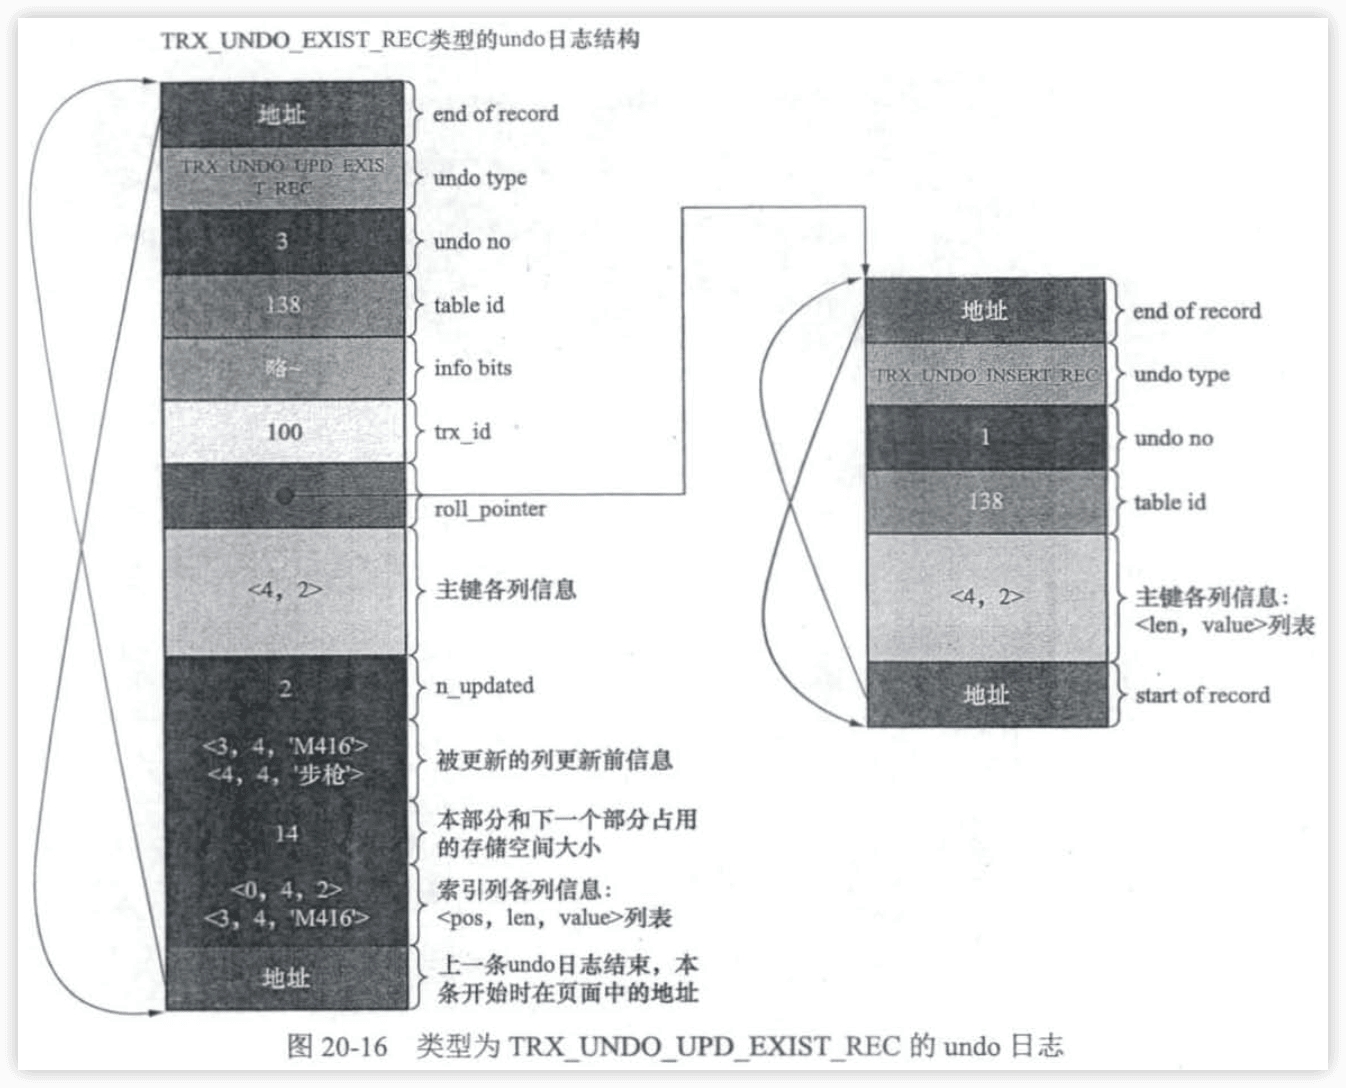 TRX_UNDO_EXIST_REC类型的undo日志结构
地址
end of record
TRX_UNDO_UPD_EXIS
T_REC
undo type
3
undo no
138
table id
略~
info bits
100
trx_id
roll_pointer
<4, 2>
主键各列信息
2
n_updated
<3, 4, 'M416'>
<4, 4, '步枪'>
被更新的列更新前信息
14
本部分和下一个部分占用
的存储空间大小
<0, 4, 2>
<3, 4, 'M416'>
索引列各列信息:
<pos, len, value>列表
地址
上一条undo日志结束，本
条开始时在页面中的地址
地址
end of record
TRX_UNDO_INSERT_REC
undo type
1
undo no
138
table id
<4, 2>
主键各列信息:
<len, value>列表
地址
start of record
图 20-16 类型为 TRX_UNDO_UPD_EXIST_REC 的 undo 日志